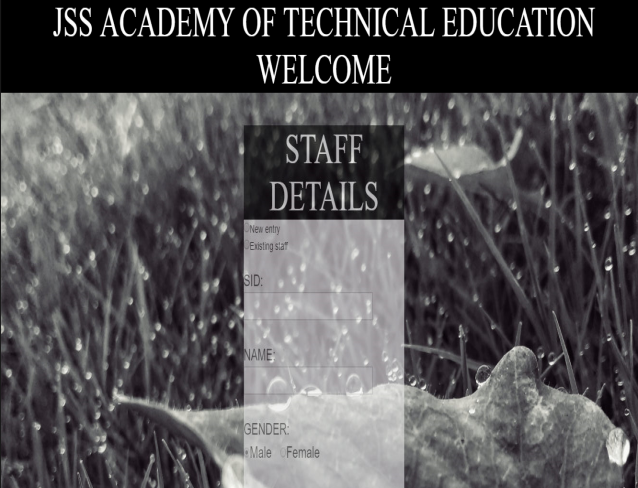 JSS ACADEMY OF TECHNICAL EDUCATION
WELCOME
STAFF
DETAILS
New entry
Existing staff
SID:
NAME:
GENDER:
Male Female